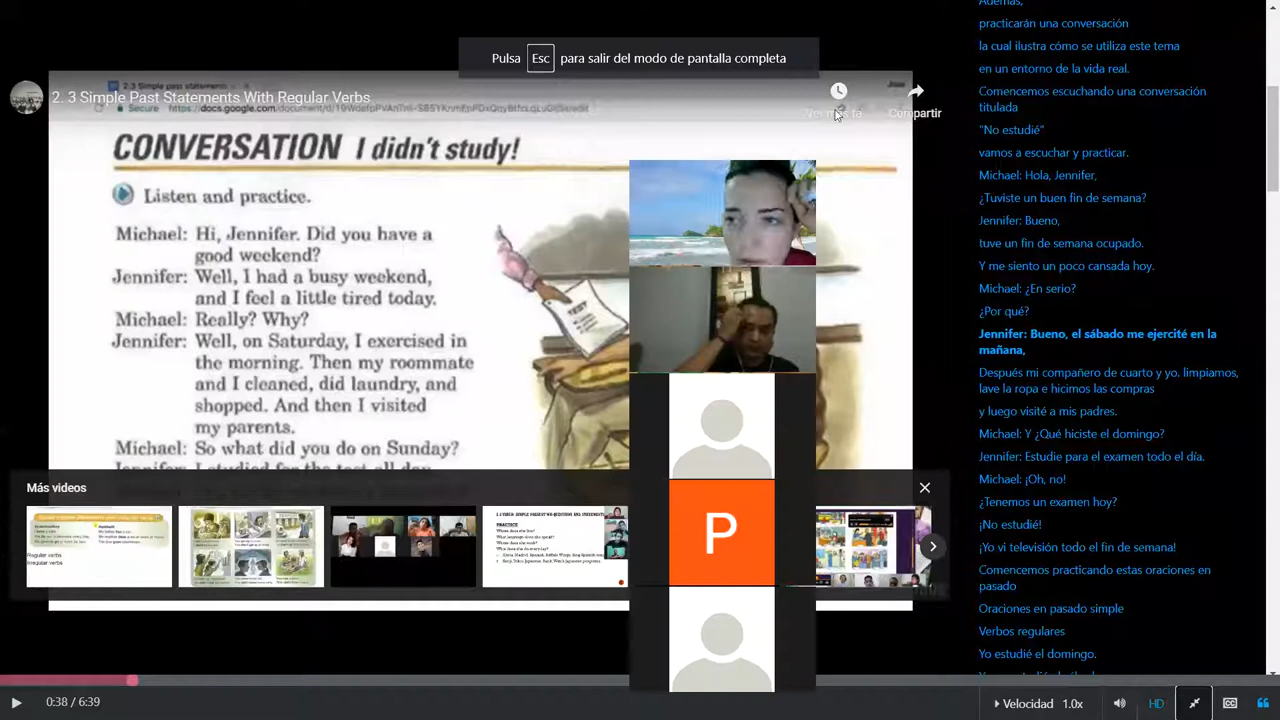 Además,
practicarán una conversación
la cual ilustra cómo se utiliza este tema
en un entorno de la vida real.
Comencemos escuchando una conversación
titulada
"No estudié"
vamos a escuchar y practicar.
Michael: Hola, Jennifer,
¿Tuviste un buen fin de semana?
Jennifer: Bueno,
tuve un fin de semana ocupado.
Y me siento un poco cansada hoy.
Michael: ¿En serio?
¿Por qué?
Jennifer: Bueno, el sábado me ejercité en la
mañana,
Después mi compañero de cuarto y yo. limpiamos,
lave la ropa e hicimos las compras
y luego visité a mis padres.
Michael: Y ¿Qué hiciste el domingo?
Jennifer: Estudie para el examen todo el día.
Michael: ¡Oh, no!
¿Tenemos un examen hoy?
¡No estudié!
¡Yo vi televisión todo el fin de semana!
Comencemos practicando estas oraciones en
pasado
Oraciones en pasado simple
Verbos regulares
Yo estudié el domingo.
Pulsa Esc para salir del modo de pantalla completa
2. 3 Simple Past Statements With Regular Verbs
Compartir
CONVERSATION I didn't study!
Listen and practice.
Michael: Hi, Jennifer. Did you have a
good weekend?
Jennifer: Well, I had a busy weekend,
and I feel a little tired today.
Michael: Really? Why?
Jennifer: Well, on Saturday, I exercised in
the morning. Then my roommate
and I cleaned, did laundry, and
shopped. And then I visited
my parents.
Michael: So what did you do on Sunday?
Jennifer: I studied for the test all day
TEST
Más videos
Regular verbs
Irregular verbs
PRACTICE
P
0:38 / 6:39
Velocidad 1.0x
HD